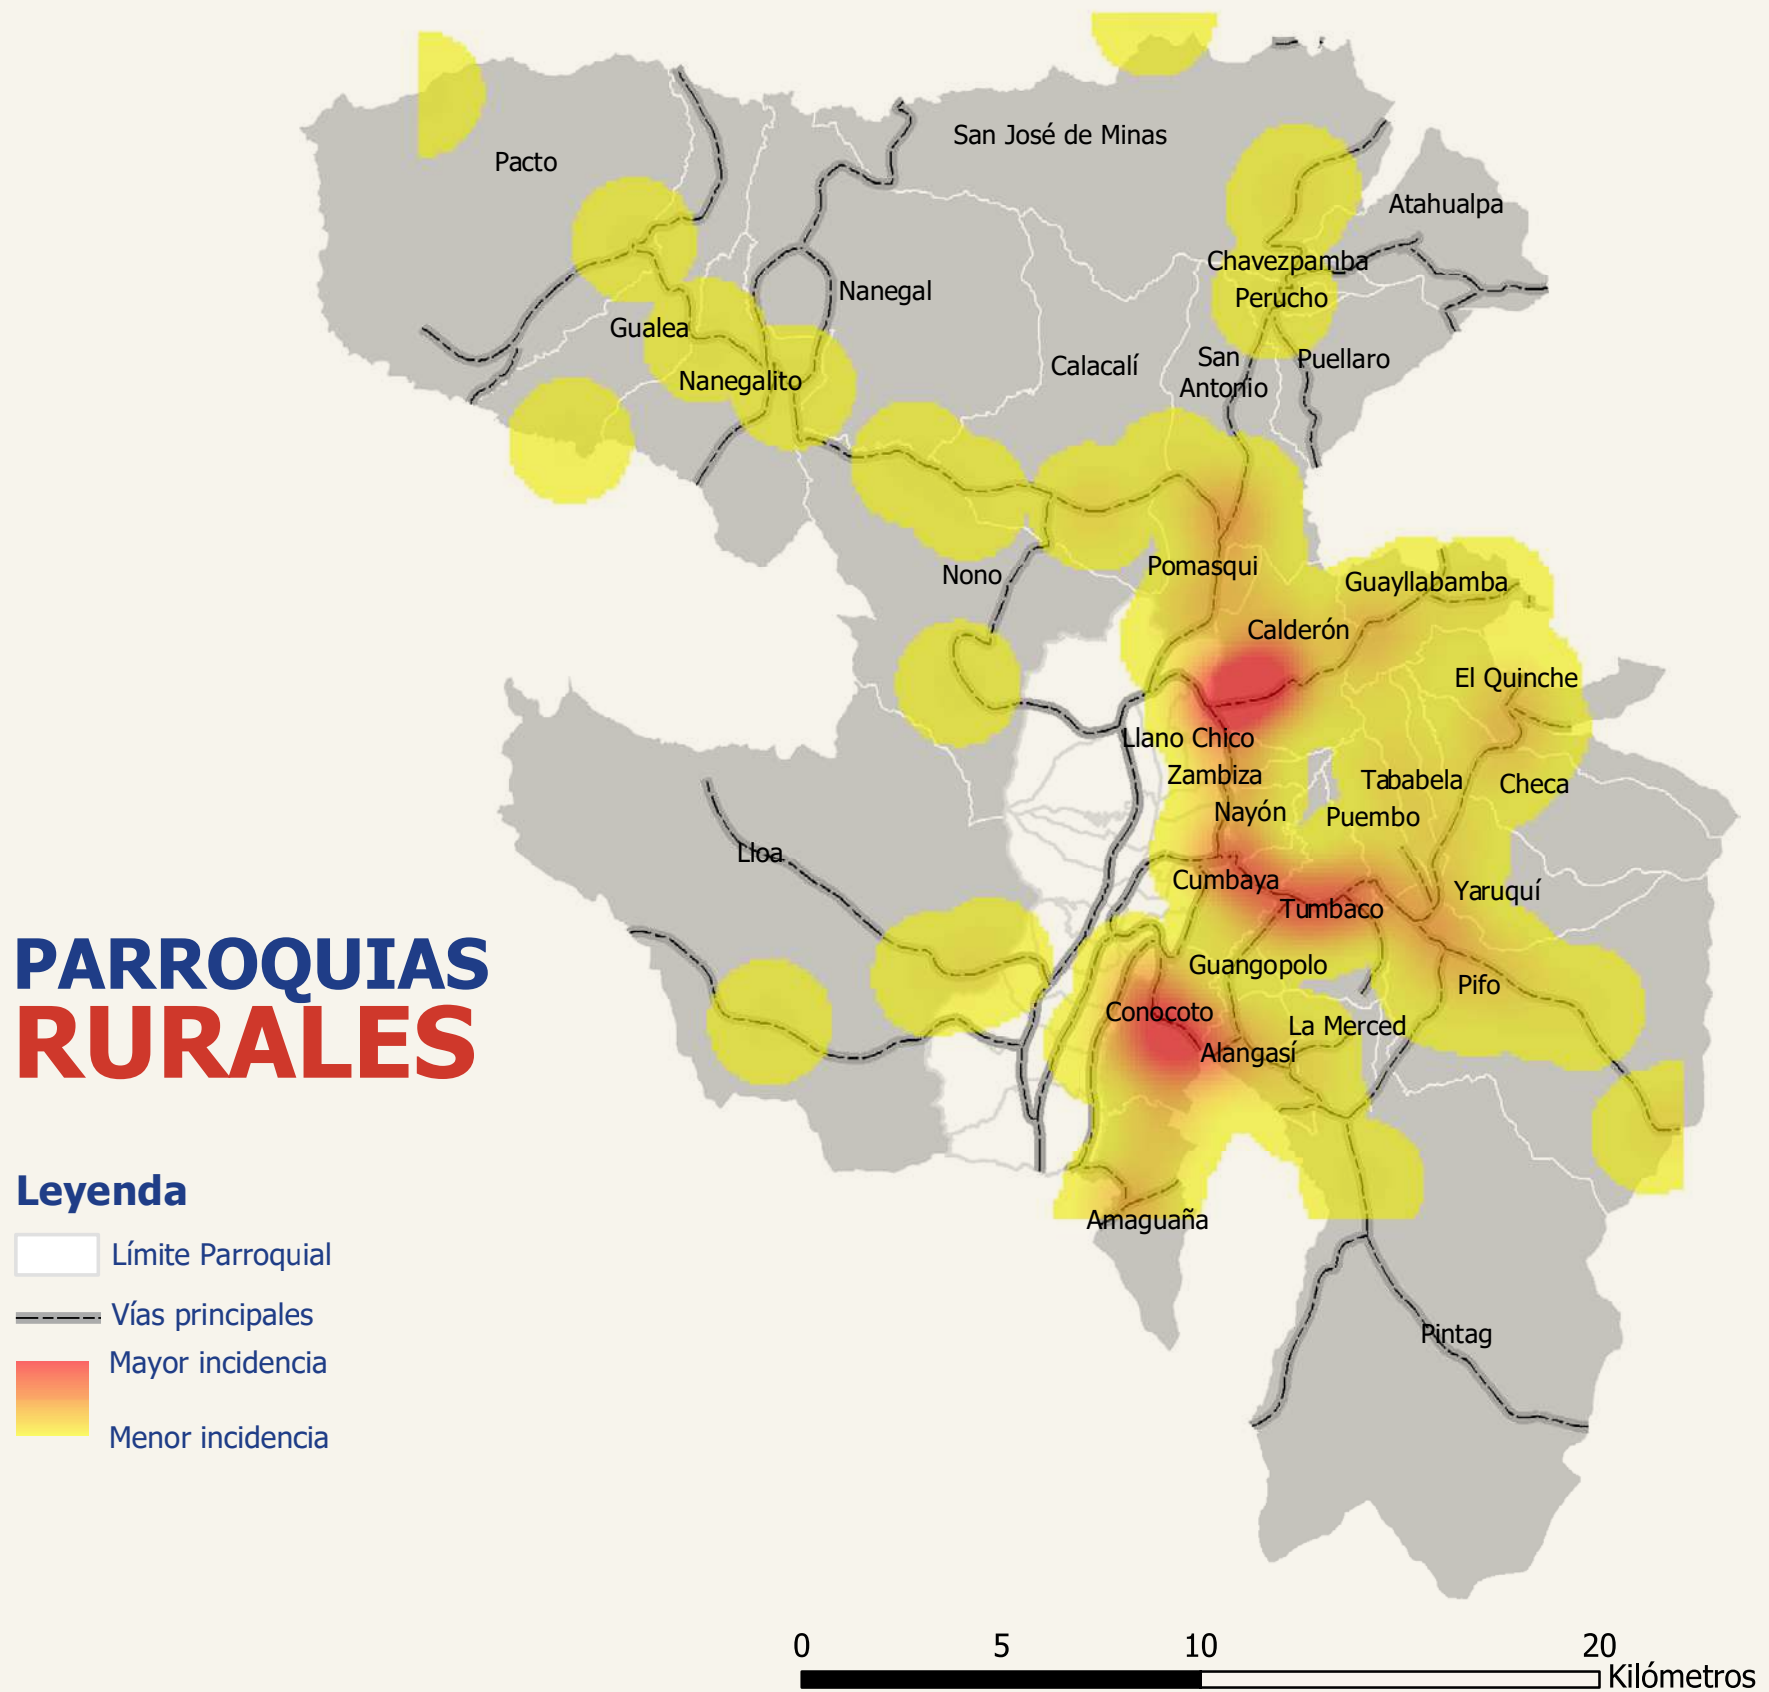 San José de Minas
Pacto
Atahualpa
Chavezpamba
Nanegal
Perucho
Gualea
San
Antonio
Puellaro
Calacalí
Nanegalito
Pomasqui
Nono
Guayllabamba
Calderón
El Quinche
Llano Chico
Zambiza
Tababela
Checa
Nayón
Puembo
Lloa
Cumbaya
Yaruquí
Tumbaco
Guangopolo
Pifo
Conocoto
La Merced
Alangasí
Amaguaña
Pintag
PARROQUIAS
RURALES
Leyenda
Límite Parroquial
Vías principales
Mayor incidencia
Menor incidencia
0 5 10 20
Kilómetros